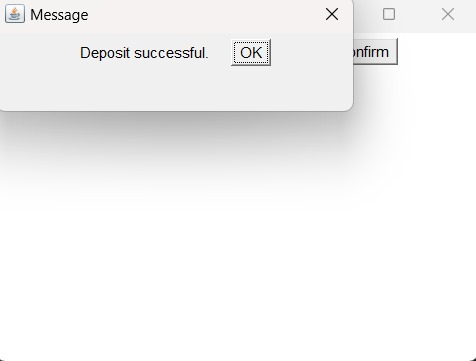 Message
Deposit successful.
OK
onfirm